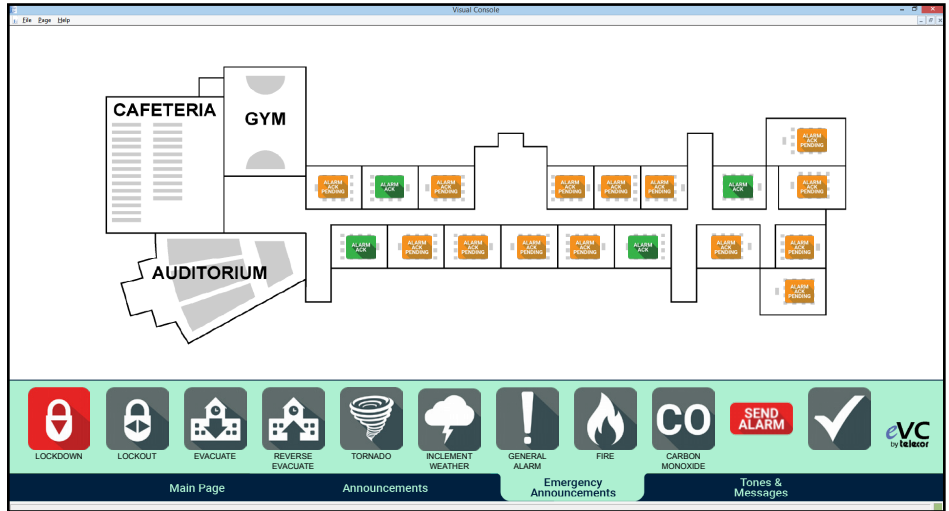 Visual Console
File Page Help
CAFETERIA
GYM
ALARM
ACK
PENDING
ALARM
ACK
PENDING
ALARM
ACK
ALARM
ACK
PENDING
ALARM
ACK
PENDING
ALARM
ACK
PENDING
ALARM
ACK
PENDING
ALARM
ACK
ALARM
ACK
PENDING
AUDITORIUM
ALARM
ACK
ALARM
ACK
PENDING
ALARM
ACK
PENDING
ALARM
ACK
PENDING
ALARM
ACK
PENDING
ALARM
ACK
ALARM
ACK
PENDING
ALARM
ACK
PENDING
ALARM
ACK
PENDING
CO
SEND
ALARM
eVC
by telecor
LOCKDOWN
LOCKOUT
EVACUATE
REVERSE
EVACUATE
TORNADO
INCLEMENT
WEATHER
GENERAL
ALARM
FIRE
CARBON
MONOXIDE
Main Page
Announcements
Emergency
Announcements
Tones &
Messages